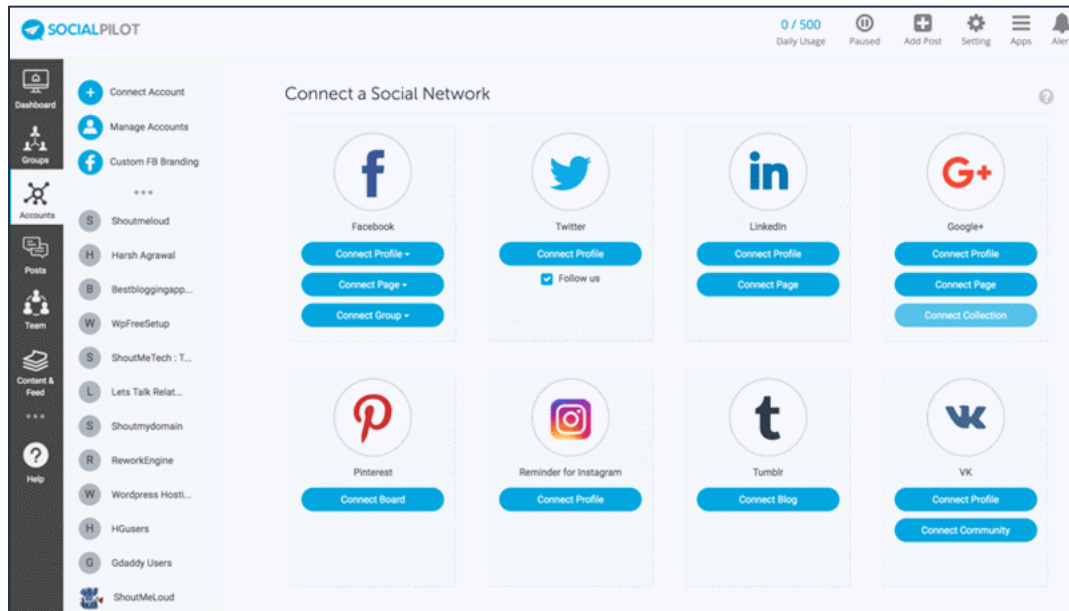 SOCIALPILOT
0 / 500
Daily Usage
Paused
Add Post
Setting
Apps
Aler
Dashboard
Groups
Accounts
Posts
Team
Content &
Feed
Help
Connect Account
Manage Accounts
Custom FB Branding
S Shoutmeloud
H Harsh Agrawal
B Bestbloggingapp...
W WpFreeSetup
S ShoutMeTech : T...
L Lets Talk Relat...
S Shoutmydomain
R ReworkEngine
W Wordpress Hosti...
H HGusers
G Gdaddy Users
ShoutMeLoud
Connect a Social Network
Facebook
Connect Profile
Connect Page
Connect Group
Twitter
Connect Profile
Follow us
in
LinkedIn
Connect Profile
Connect Page
G+
Google+
Connect Profile
Connect Page
Connect Collection
Pinterest
Connect Board
Reminder for Instagram
Connect Profile
t
Tumblr
Connect Blog
VK
Connect Profile
Connect Community